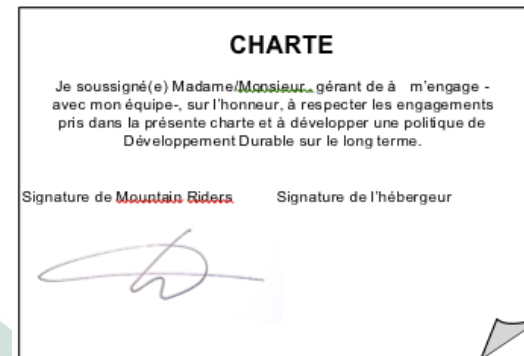 CHARTE
Je soussigné(e) Madame/Monsieur.. gérant de à m'engage -
avec mon équipe-, sur l'honneur, à respecter les engagements
pris dans la présente charte et à développer une politique de
Développement Durable sur le long terme.
Signature de Mountain Riders Signature de l'hébergeur